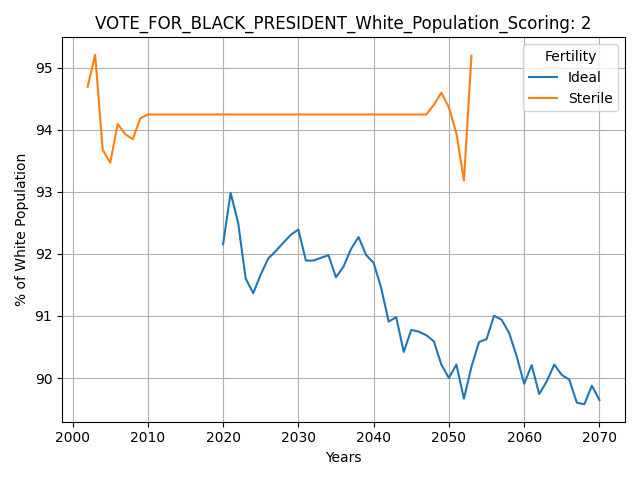 VOTE_FOR_BLACK_PRESIDENT_White_Population_Scoring: 2
Fertility
Ideal
Sterile
% of White Population
95
94
93
92
91
90
2000 2010 2020 2030 2040 2050 2060 2070
Years